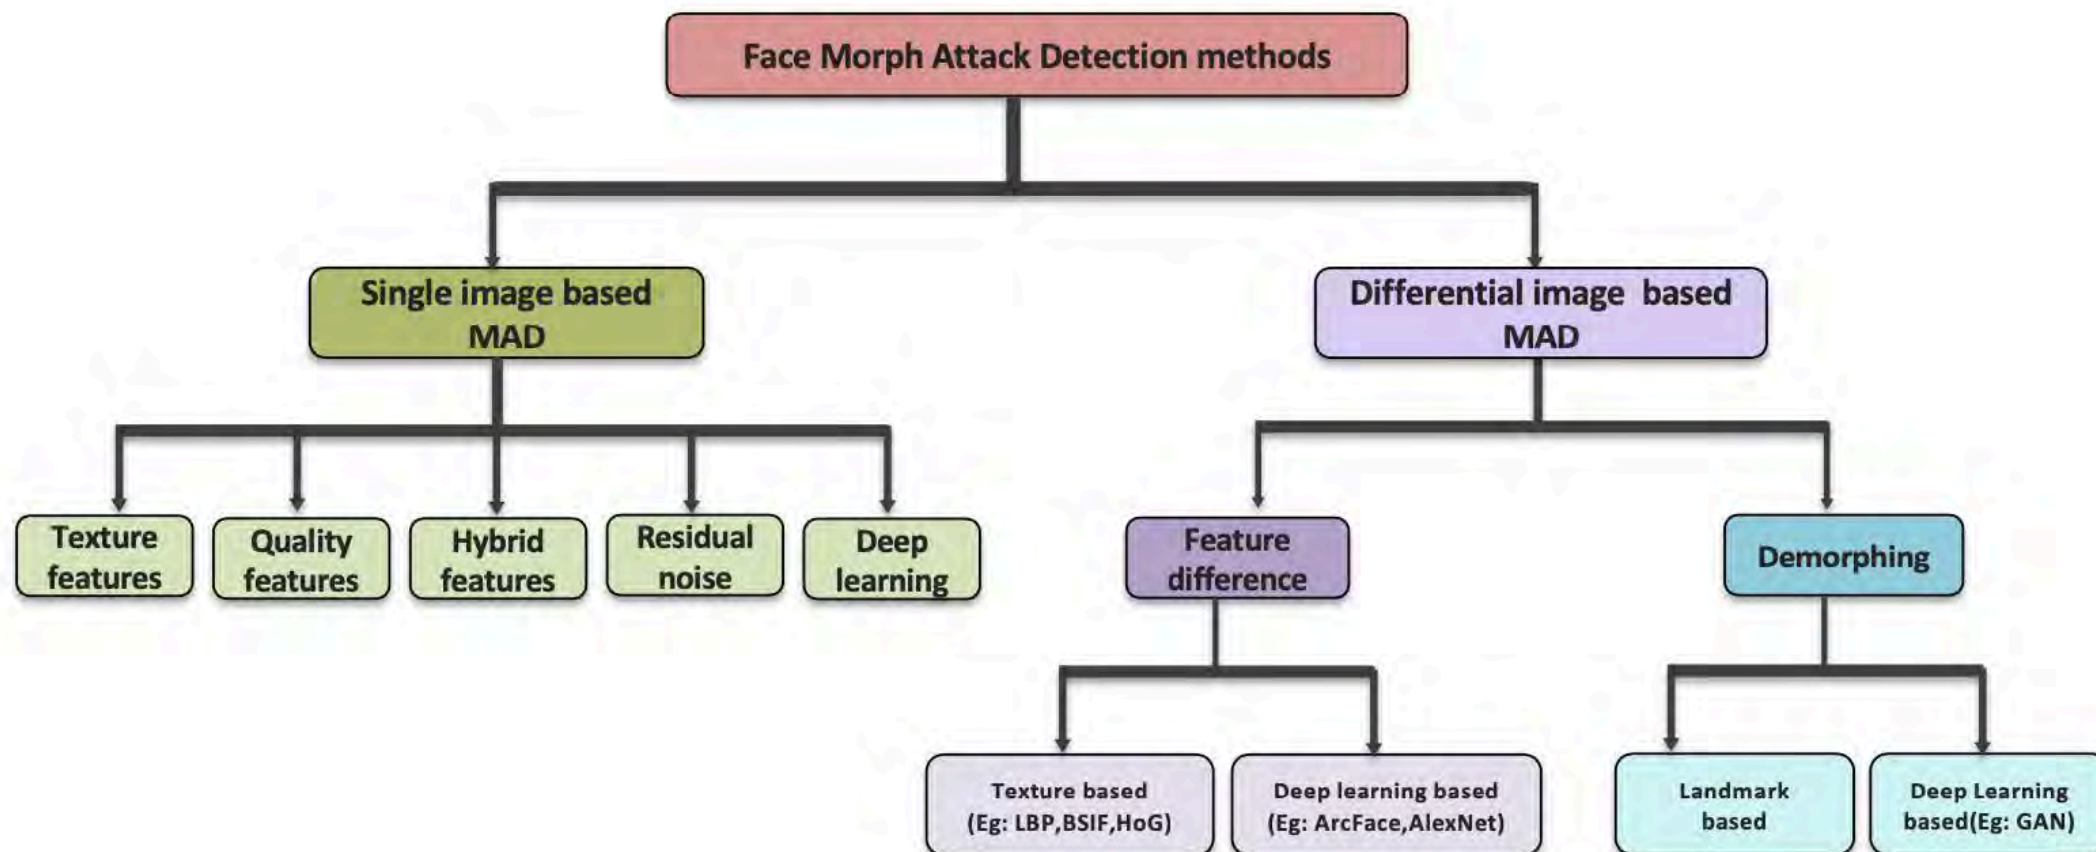 Face Morph Attack Detection methods
Single image based
MAD
Differential image based
MAD
Texture
features
Quality
features
Hybrid
features
Residual
noise
Deep
learning
Feature
difference
Demorphing
Texture based
(Eg: LBP,BSIF,HoG)
Deep learning based
(Eg: ArcFace,AlexNet)
Landmark
based
Deep Learning
based(Eg: GAN)